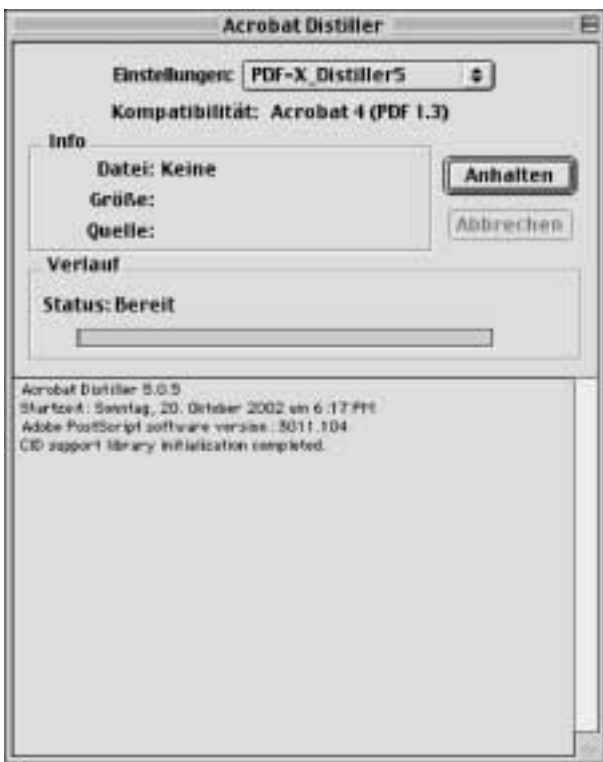 Acrobat Distiller
Einstellungen: PDF-X_Distiller5
Kompatibilität: Acrobat 4 (PDF 1.3)
Info
Datei: Keine
Größe:
Quelle:
Anhalten
Abbrechen
Verlauf
Status: Bereit
Acrobat Distiller 5.0.5
Startzeit: Sonntag, 20. Oktober 2002 um 6:17 PM
Adobe PostScript software version: 3011.104
CID support library initialization completed.